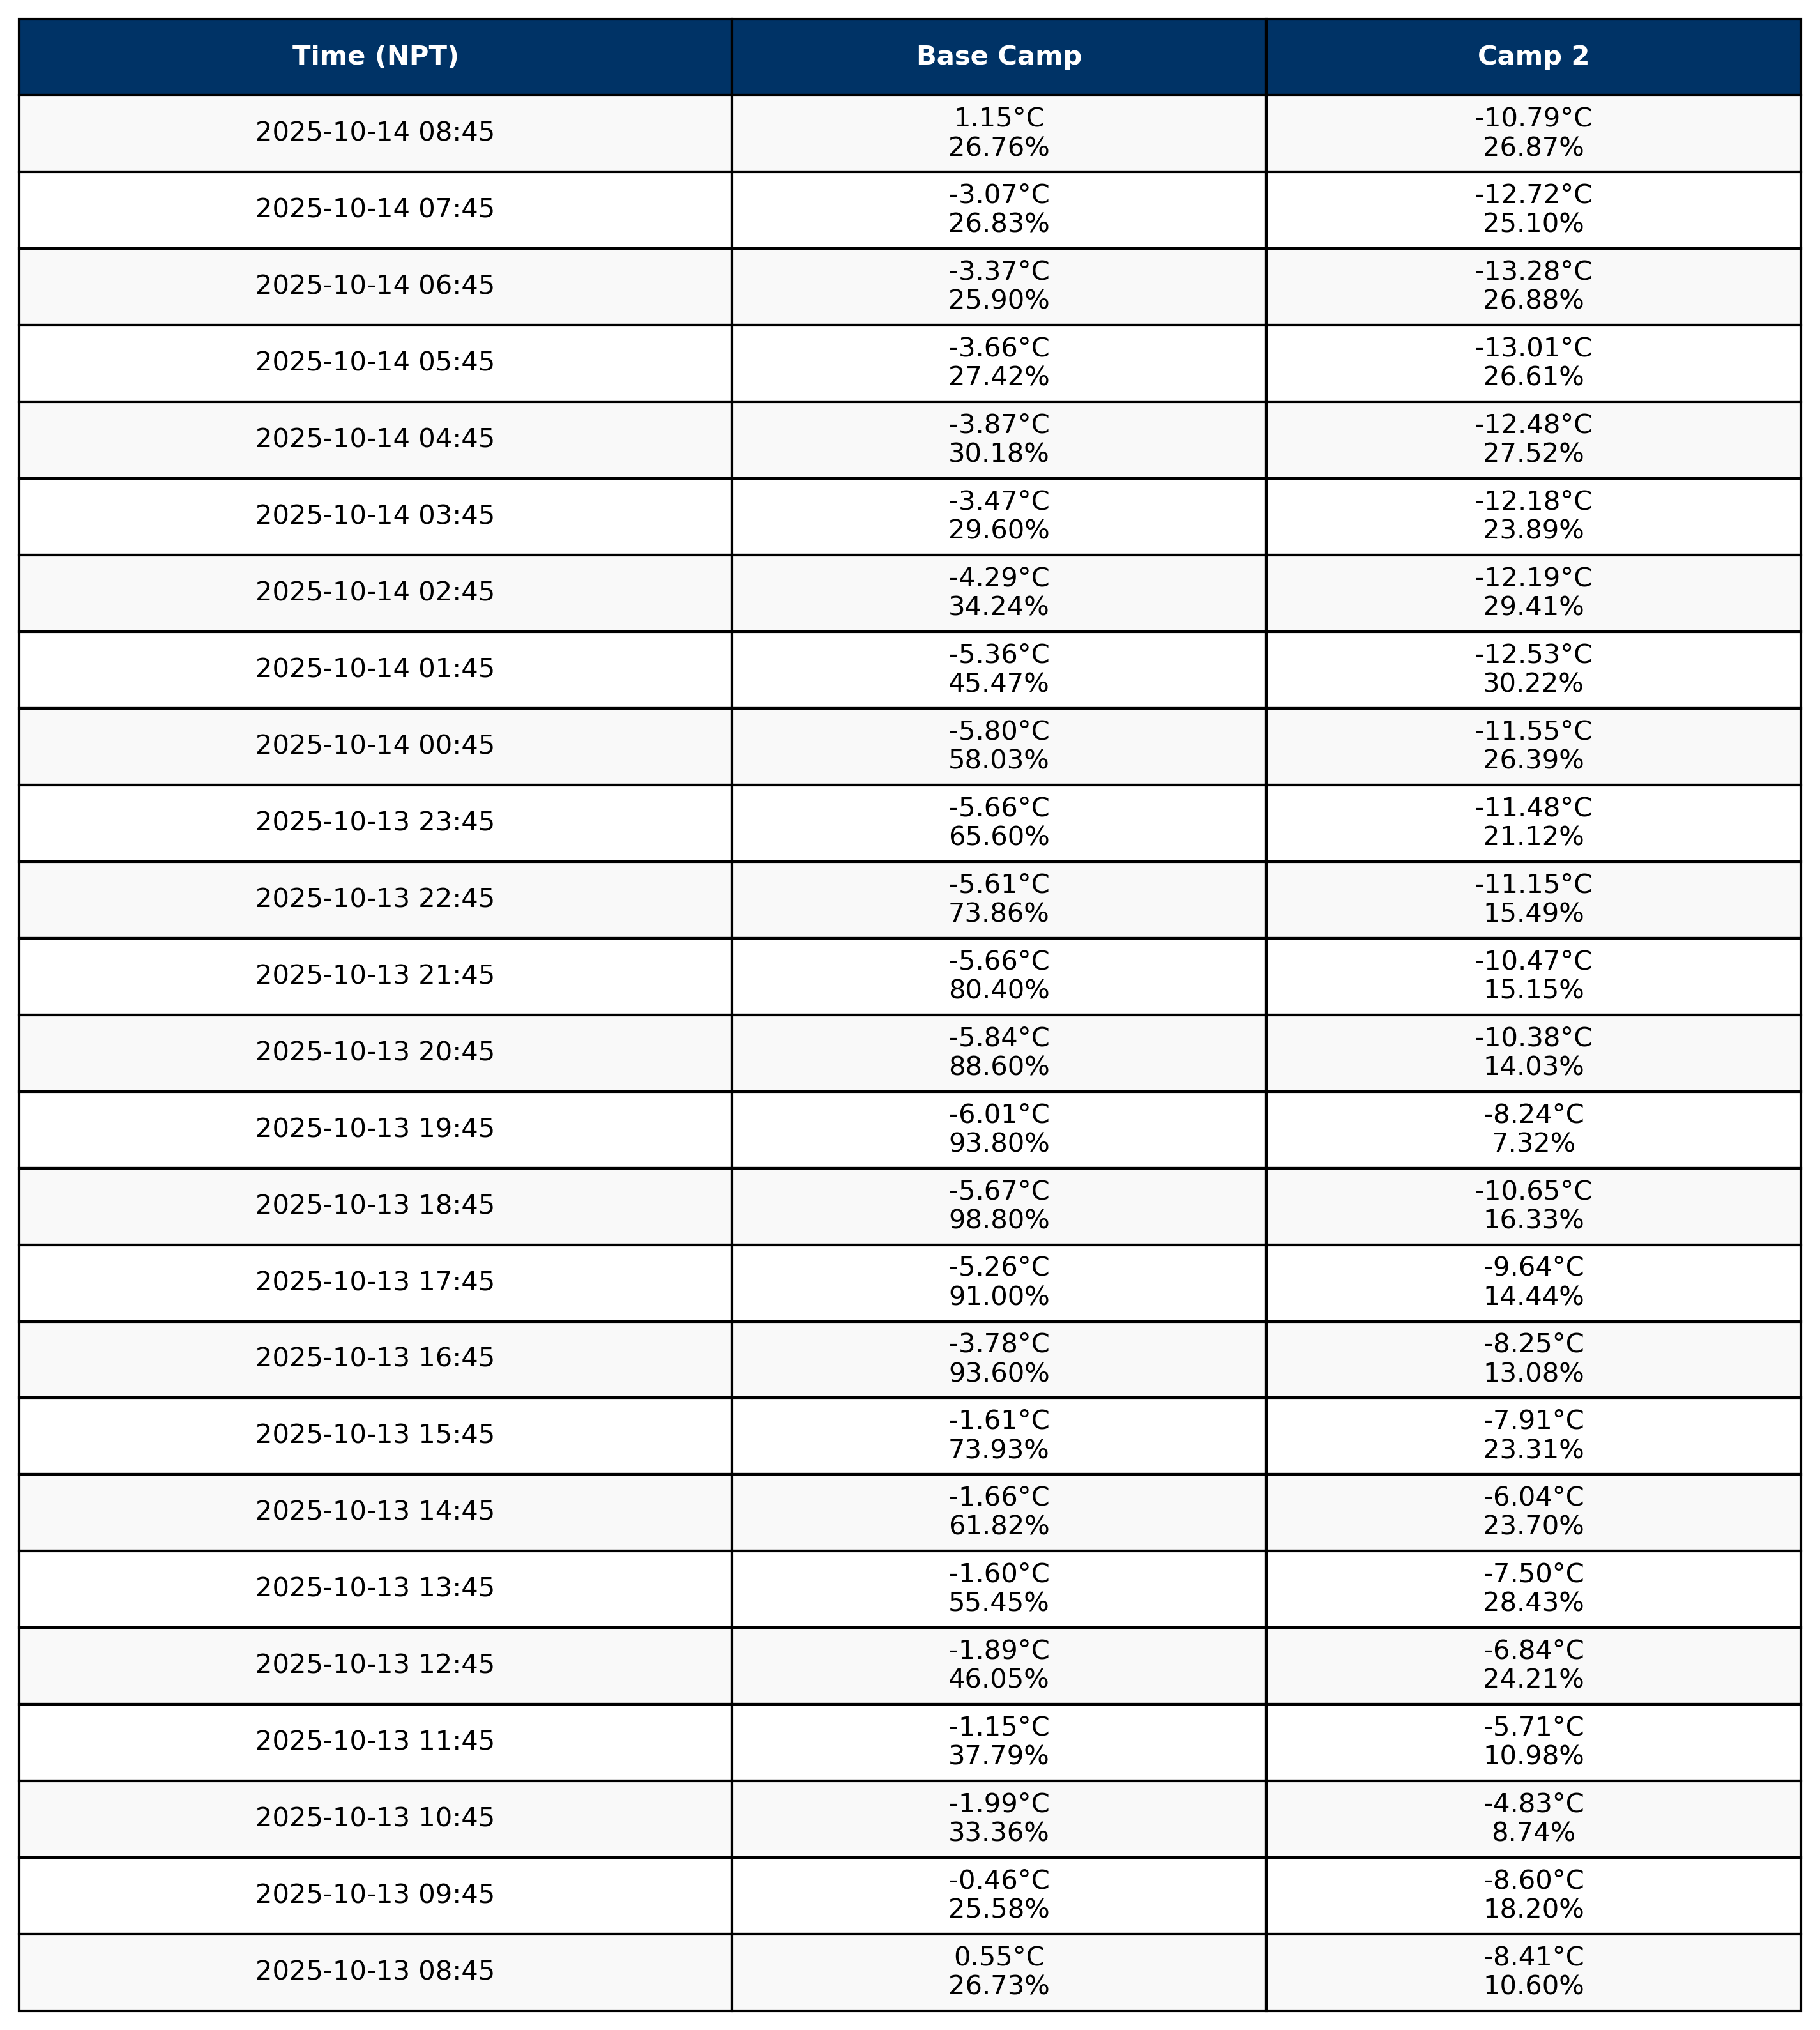 Time (NPT) Base Camp Camp 2
2025-10-14 08:45 1.15°C -10.79°C
26.76% 26.87%
2025-10-14 07:45 -3.07°C -12.72°C
26.83% 25.10%
2025-10-14 06:45 -3.37°C -13.28°C
25.90% 26.88%
2025-10-14 05:45 -3.66°C -13.01°C
27.42% 26.61%
2025-10-14 04:45 -3.87°C -12.48°C
30.18% 27.52%
2025-10-14 03:45 -3.47°C -12.18°C
29.60% 23.89%
2025-10-14 02:45 -4.29°C -12.19°C
34.24% 29.41%
2025-10-14 01:45 -5.36°C -12.53°C
45.47% 30.22%
2025-10-14 00:45 -5.80°C -11.55°C
58.03% 26.39%
2025-10-13 23:45 -5.66°C -11.48°C
65.60% 21.12%
2025-10-13 22:45 -5.61°C -11.15°C
73.86% 15.49%
2025-10-13 21:45 -5.66°C -10.47°C
80.40% 15.15%
2025-10-13 20:45 -5.84°C -10.38°C
88.60% 14.03%
2025-10-13 19:45 -6.01°C -8.24°C
93.80% 7.32%
2025-10-13 18:45 -5.67°C -10.65°C
98.80% 16.33%
2025-10-13 17:45 -5.26°C -9.64°C
91.00% 14.44%
2025-10-13 16:45 -3.78°C -8.25°C
93.60% 13.08%
2025-10-13 15:45 -1.61°C -7.91°C
73.93% 23.31%
2025-10-13 14:45 -1.66°C -6.04°C
61.82% 23.70%
2025-10-13 13:45 -1.60°C -7.50°C
55.45% 28.43%
2025-10-13 12:45 -1.89°C -6.84°C
46.05% 24.21%
2025-10-13 11:45 -1.15°C -5.71°C
37.79% 10.98%
2025-10-13 10:45 -1.99°C -4.83°C
33.36% 8.74%
2025-10-13 09:45 -0.46°C -8.60°C
25.58% 18.20%
2025-10-13 08:45 0.55°C -8.41°C
26.73% 10.60%